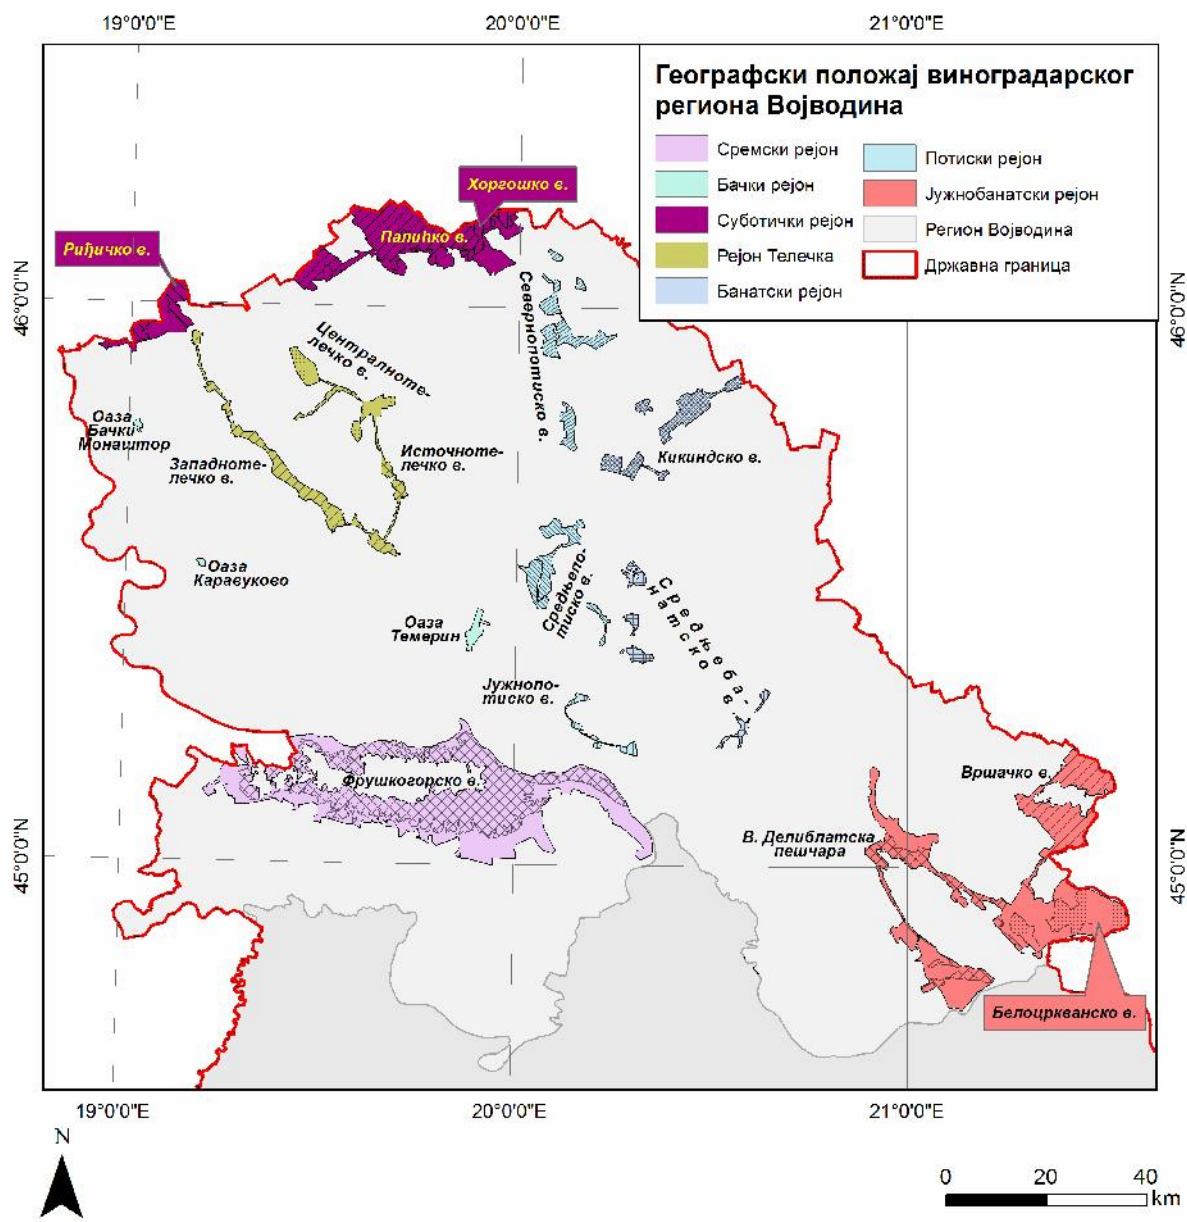 19°0'0"E
20°0'0"E
21°0'0"E
Географски положај виноградарског
региона Војводина
Сремски рејон
Бачки рејон
Суботички рејон
Рејон Телечка
Банатски рејон
Потиски рејон
Јужнобанатски рејон
Регион Војводина
Државна граница
Хоргошко в.
Палићко в.
Риђичко в.
46°0'0"N
46°0'0"N
Севернопотиско в.
Централноте-
лечко в.
Оаза
Бачки
Моноштор
Западноте-
лечко в.
Источноте-
лечко в.
Кикиндско в.
Оаза
Каравуково
Средњепо-
тиско в.
Средњеба-
натско в.
Оаза
Темерин
Јужнопо-
тиско в.
Фрушкогорско в.
Вршачко в.
В. Делиблатска
пешчара
45°0'0"N
45°0'0"N
Белоцркванско в.
19°0'0"E
20°0'0"E
21°0'0"E
N
0 20 40
km